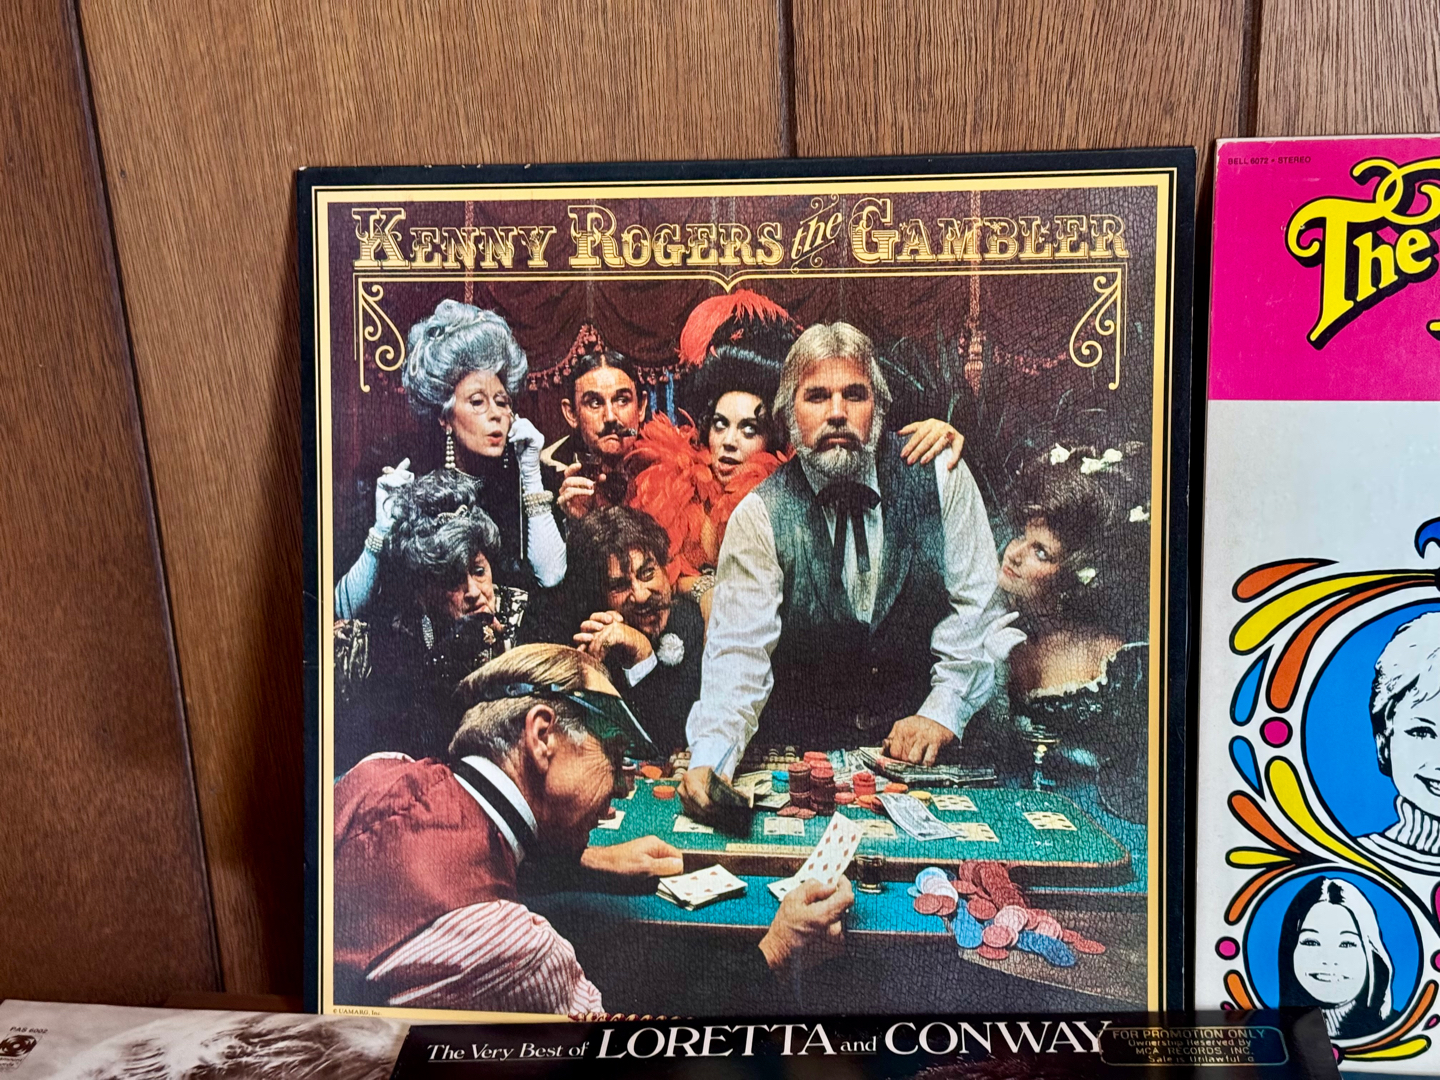 KENNY ROGERS the GAMBLER
BELL 6072 • STEREO
The
© UAMARG, Inc.
PAS 6002
The Very Best of LORETTA and CONWAY
FOR PROMOTION ONLY
Ownership Reserved By
MCA RECORDS, INC.
Sale is Unlawful